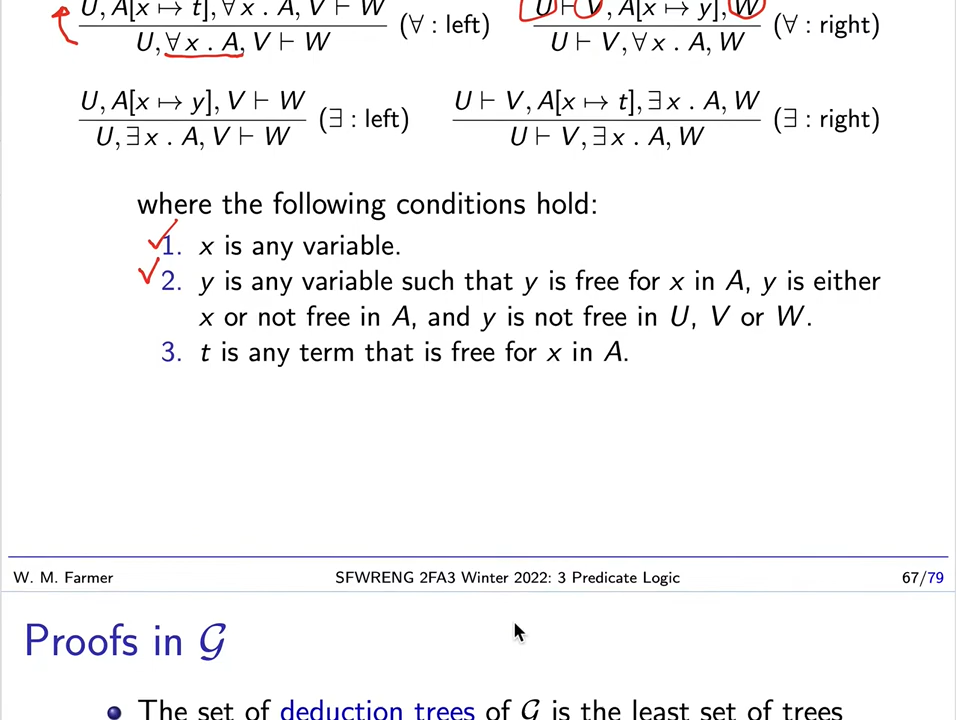 U, A[x ↦ t], ∀ x . A, V ⊢ W
U, ∀ x . A, V ⊢ W
(∀ : left)
U ⊢ V, A[x ↦ y], W
U ⊢ V, ∀ x . A, W
(∀ : right)
U, A[x ↦ y], V ⊢ W
U, ∃ x . A, V ⊢ W
(∃ : left)
U ⊢ V, A[x ↦ t], ∃ x . A, W
U ⊢ V, ∃ x . A, W
(∃ : right)
where the following conditions hold:
1. x is any variable.
2. y is any variable such that y is free for x in A, y is either
x or not free in A, and y is not free in U, V or W.
3. t is any term that is free for x in A.
W. M. Farmer SFWRENG 2FA3 Winter 2022: 3 Predicate Logic 67/79
Proofs in 𝒢
• The set of deduction trees of 𝒢 is the least set of trees